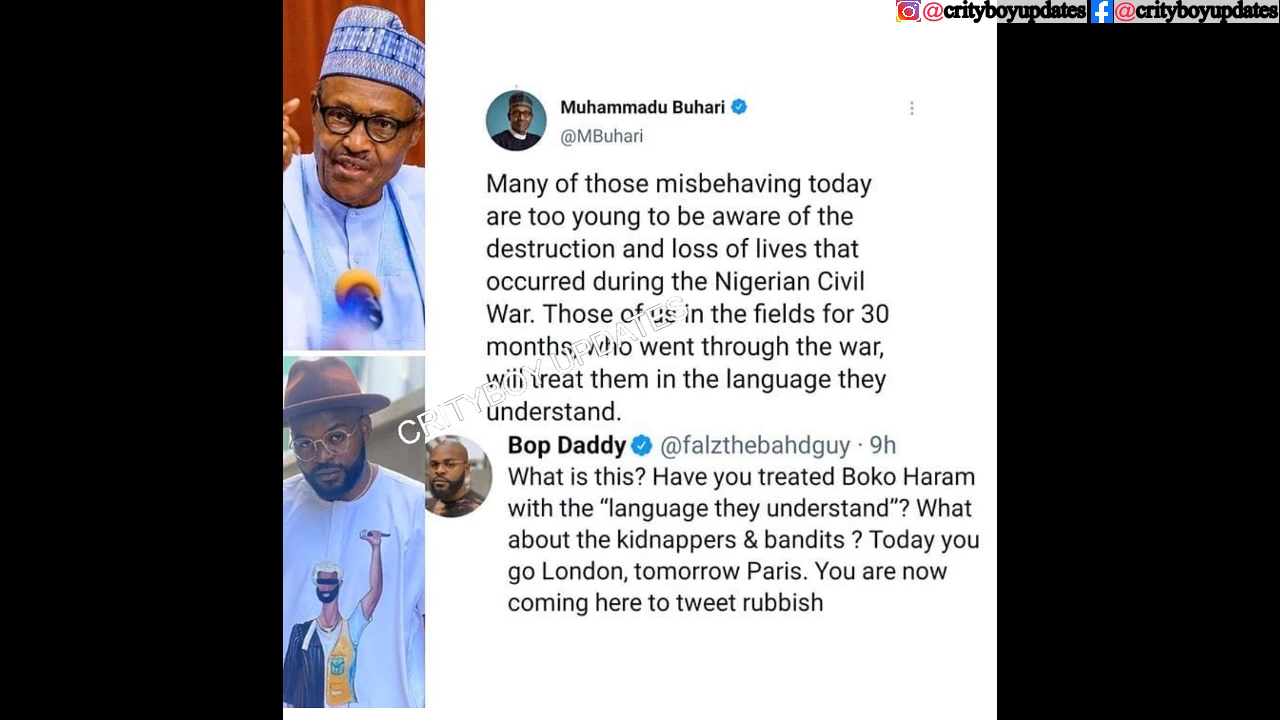 @crityboyupdates @crityboyupdates
Muhammadu Buhari
@MBuhari
Many of those misbehaving today
are too young to be aware of the
destruction and loss of lives that
occurred during the Nigerian Civil
War. Those of us in the fields for 30
months, who went through the war,
will treat them in the language they
understand.
CRITYBOY UPDATES
Bop Daddy @falzthebahdguy · 9h
What is this? Have you treated Boko Haram
with the “language they understand”? What
about the kidnappers & bandits ? Today you
go London, tomorrow Paris. You are now
coming here to tweet rubbish